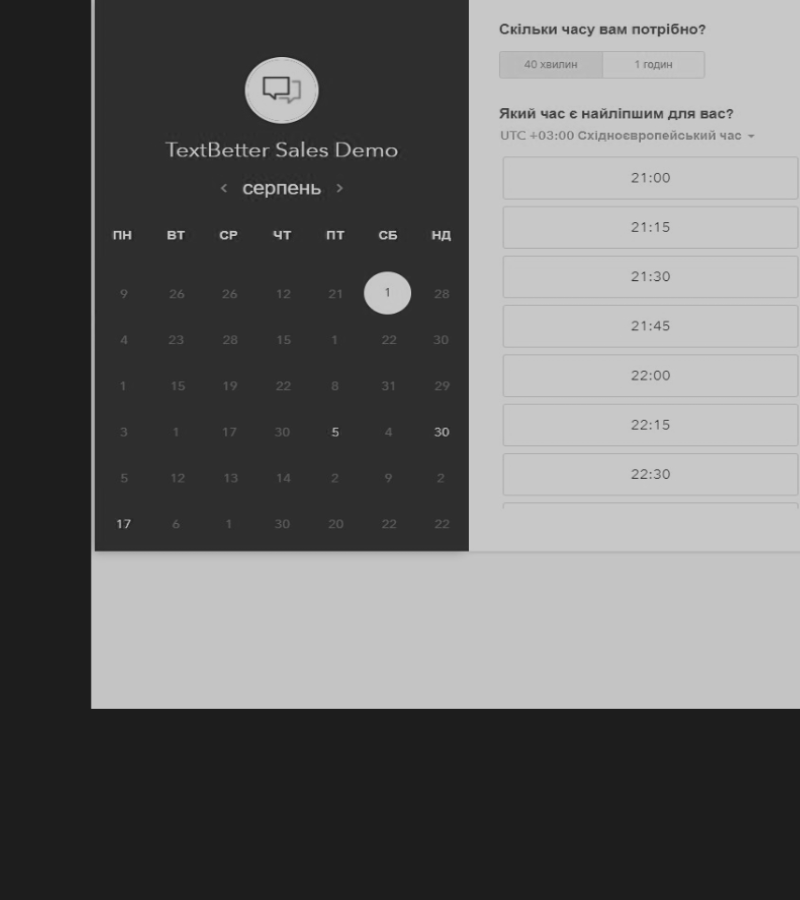 TextBetter Sales Demo
< серпень >
ПН ВТ СР ЧТ ПТ СБ НД
9 26 26 12 21 1 28
4 23 28 15 1 22 30
1 15 19 22 8 31 29
3 1 17 30 5 4 30
5 12 13 14 2 9 2
17 6 1 30 20 22 22
Скільки часу вам потрібно?
40 хвилин 1 годин
Який час є найліпшим для вас?
UTC +03:00 Східноєвропейський час
21:00
21:15
21:30
21:45
22:00
22:15
22:30